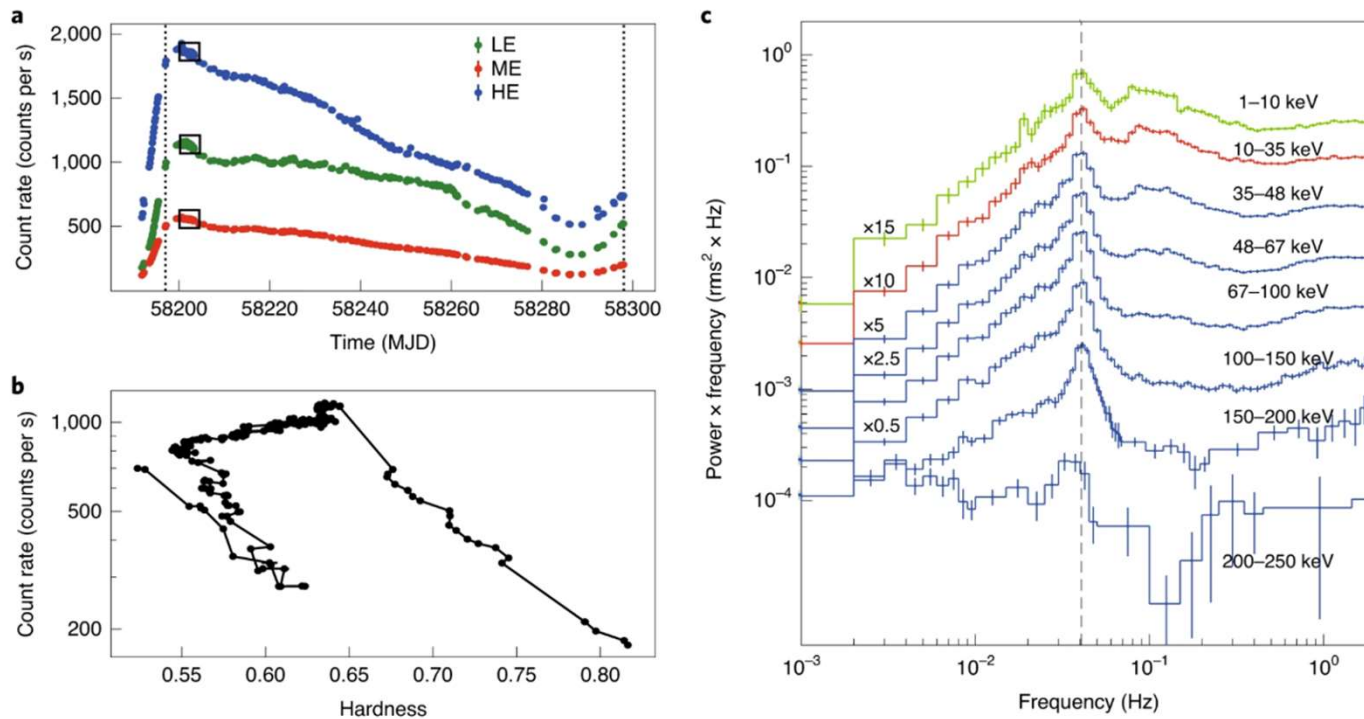 a
2,000
1,500
1,000
500
Count rate (counts per s)
LE
ME
HE
58200
58220
58240
58260
58280
58300
Time (MJD)
b
1,000
500
200
Count rate (counts per s)
0.55
0.60
0.65
0.70
0.75
0.80
Hardness
c
10⁰
10⁻¹
10⁻²
10⁻³
10⁻⁴
Power × frequency (rms² × Hz)
1–10 keV
10–35 keV
35–48 keV
48–67 keV
67–100 keV
100–150 keV
150–200 keV
200–250 keV
×15
×10
×5
×2.5
×0.5
10⁻³
10⁻²
10⁻¹
10⁰
Frequency (Hz)